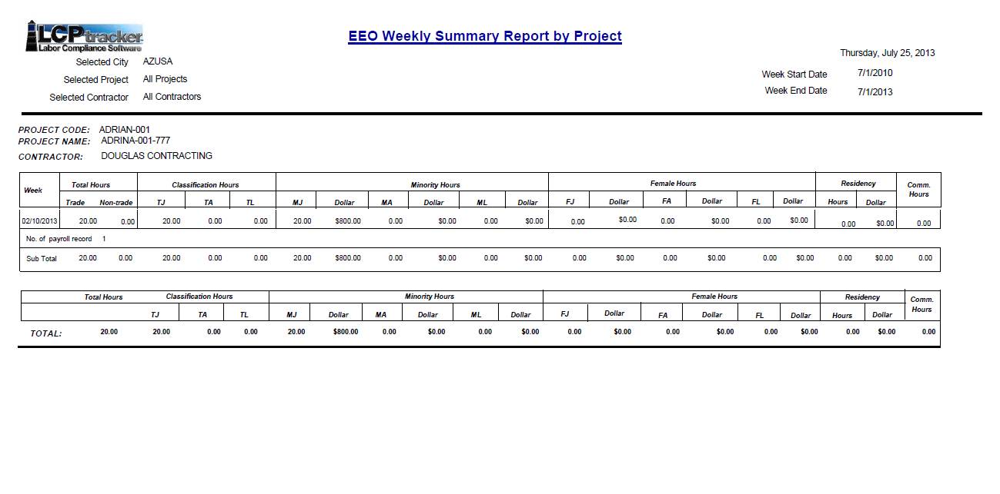 LCPtracker
Labor Compliance Software
EEO Weekly Summary Report by Project
Thursday, July 25, 2013
Selected City AZUSA
Selected Project All Projects
Selected Contractor All Contractors
Week Start Date 7/1/2010
Week End Date 7/1/2013
PROJECT CODE: ADRIAN-001
PROJECT NAME: ADRINA-001-777
CONTRACTOR: DOUGLAS CONTRACTING
Week Total Hours Classification Hours Minority Hours Female Hours Residency Comm. Hours
Trade Non-trade TJ TA TL MJ Dollar MA Dollar ML Dollar FJ Dollar FA Dollar FL Dollar Hours Dollar
02/10/2013 20.00 0.00 20.00 0.00 0.00 20.00 $800.00 0.00 $0.00 0.00 $0.00 0.00 $0.00 0.00 $0.00 0.00 $0.00 0.00 $0.00 0.00
No. of payroll record 1
Sub Total 20.00 0.00 20.00 0.00 0.00 20.00 $800.00 0.00 $0.00 0.00 $0.00 0.00 $0.00 0.00 $0.00 0.00 $0.00 0.00 $0.00 0.00
Total Hours Classification Hours Minority Hours Female Hours Residency Comm. Hours
TJ TA TL MJ Dollar MA Dollar ML Dollar FJ Dollar FA Dollar FL Dollar Hours Dollar
TOTAL: 20.00 20.00 0.00 0.00 20.00 $800.00 0.00 $0.00 0.00 $0.00 0.00 $0.00 0.00 $0.00 0.00 $0.00 0.00 $0.00 0.00